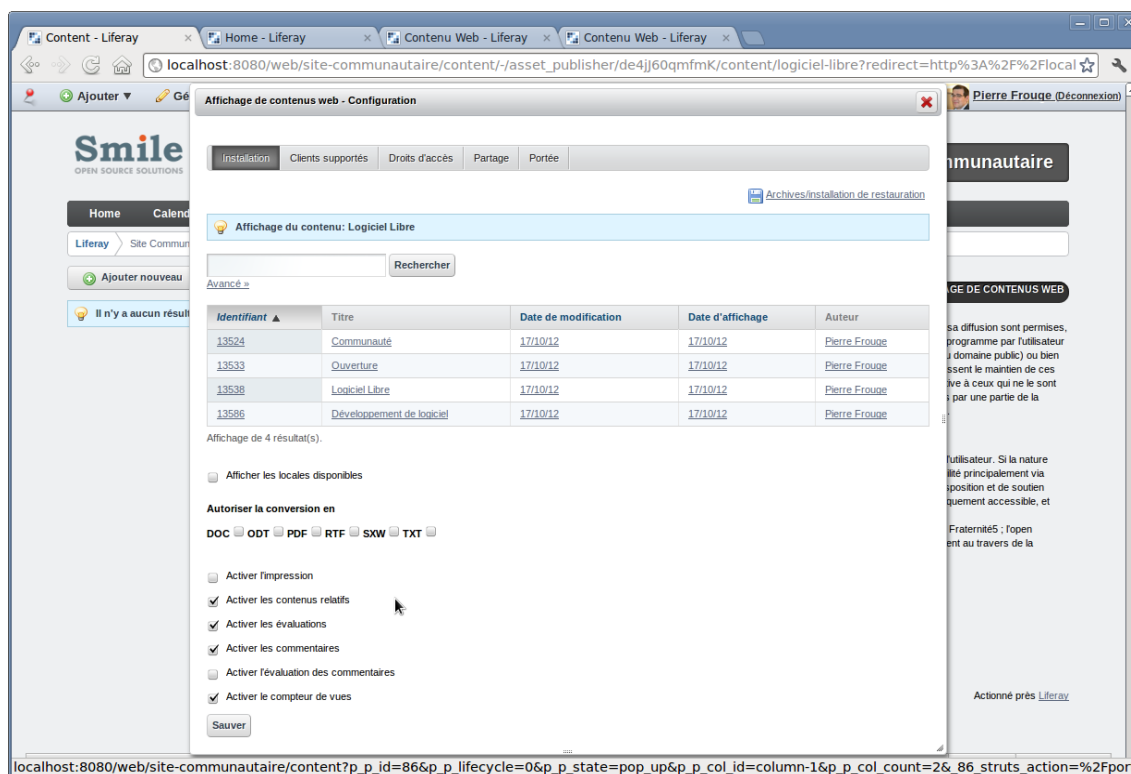 Content - Liferay
Home - Liferay
Contenu Web - Liferay
Contenu Web - Liferay
localhost:8080/web/site-communautaire/content/-/asset_publisher/de4jJ60qmfmK/content/logiciel-libre?redirect=http%3A%2F%2Flocal
Ajouter ▼
Gé
Pierre Frouge (Déconnexion)
Affichage de contenus web - Configuration
Smile
OPEN SOURCE SOLUTIONS
mmunautaire
Installation Clients supportés Droits d'accès Partage Portée
Archives/installation de restauration
Home Calend
Affichage du contenu: Logiciel Libre
Liferay Site Commun
Rechercher
Avancé »
Ajouter nouveau
Il n'y a aucun résult
AGE DE CONTENUS WEB
Identifiant ▲ Titre Date de modification Date d'affichage Auteur
13524 Communauté 17/10/12 17/10/12 Pierre Frouge
13533 Ouverture 17/10/12 17/10/12 Pierre Frouge
13538 Logiciel Libre 17/10/12 17/10/12 Pierre Frouge
13586 Développement de logiciel 17/10/12 17/10/12 Pierre Frouge
Affichage de 4 résultat(s).
sa diffusion sont permises,
programme par l'utilisateur
u domaine public) ou bien
ssent le maintien de ces
tive à ceux qui ne le sont
s par une partie de la
Afficher les locales disponibles
Autoriser la conversion en
DOC ODT PDF RTF SXW TXT
l'utilisateur. Si la nature
ilité principalement via
sposition et de soutien
quement accessible, et
Fraternité5 ; l'open
ent au travers de la
Activer l'impression
Activer les contenus relatifs
Activer les évaluations
Activer les commentaires
Activer l'évaluation des commentaires
Activer le compteur de vues
Actionné près Liferay
Sauver
localhost:8080/web/site-communautaire/content?p_p_id=86&p_p_lifecycle=0&p_p_state=pop_up&p_p_col_id=column-1&p_p_col_count=2&_86_struts_action=%2Fpor